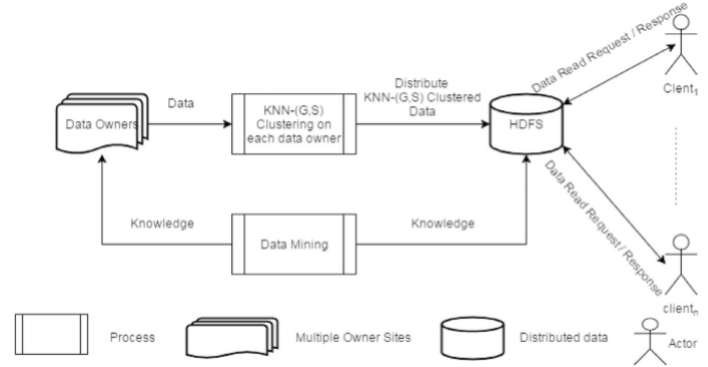 Data Owners
Data
KNN-(G,S)
Clustering on
each data owner
Distribute
KNN-(G,S) Clustered
Data
HDFS
Data Read Request / Response
Clent₁
Data Read Request / Response
clientₙ
Knowledge
Data Mining
Knowledge
Process
Multiple Owner Sites
Distributed data
Actor